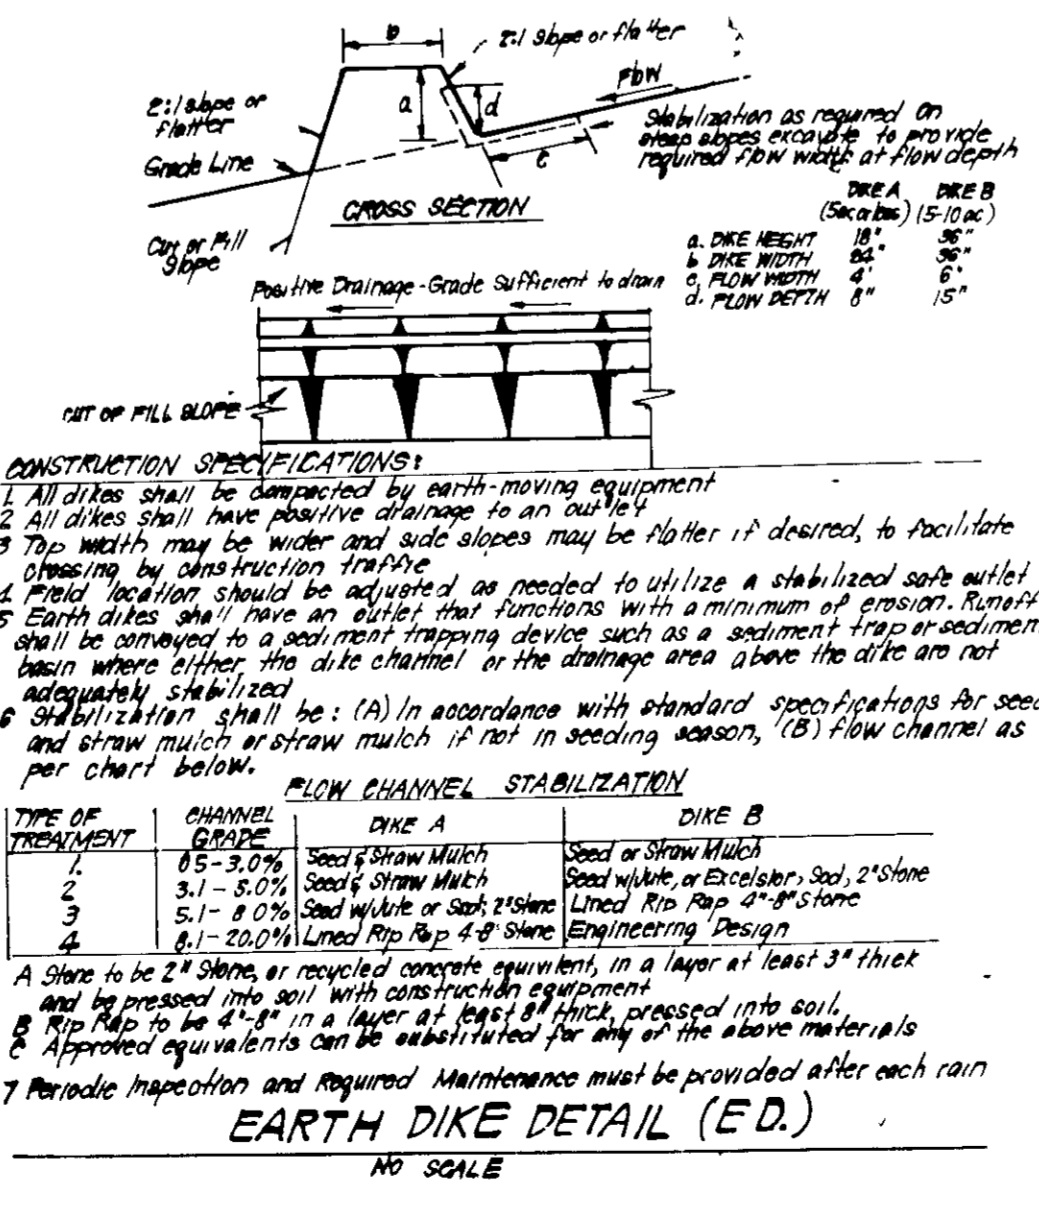 b
2:1 Slope or flatter
Flow
2:1 slope or
flatter
a
d
Stabilization as required on
steep slopes excavate to provide
required flow width at flow depth
Grade Line
c
CROSS SECTION
Cut or Fill
Slope
DIKE A DIKE B
(5ac or less) (5-10 ac)
a. DIKE HEIGHT 18" 36"
b DIKE WIDTH 24" 36"
c. FLOW WIDTH 4' 6'
d. FLOW DEPTH 8" 15"
Positive Drainage-Grade Sufficient to drain
CUT OF FILL SLOPE
CONSTRUCTION SPECIFICATIONS:
1. All dikes shall be compacted by earth-moving equipment
2 All dikes shall have positive drainage to an outlet
3 Top width may be wider and side slopes may be flatter if desired, to facilitate
crossing by construction traffic
4 Field location should be adjusted as needed to utilize a stabilized safe outlet
5 Earth dikes shall have an outlet that functions with a minimum of erosion. Runoff
shall be conveyed to a sediment trapping device such as a sediment trap or sediment
basin where either the dike channel or the drainage area above the dike are not
adequately stabilized
6 Stabilization shall be: (A) In accordance with standard specifications for seed
and straw mulch or straw mulch if not in seeding season, (B) flow channel as
per chart below.
FLOW CHANNEL STABILIZATION
TYPE OF CHANNEL DIKE A DIKE B
TREATMENT GRADE
1. 05-3.0% Seed & Straw Mulch Seed or Straw Mulch
2 3.1-5.0% Seed & Straw Mulch Seed w/Jute, or Excelsior, Sod, 2" Stone
3 5.1-8 0% Seed w/Jute or Sod; 2" Stone Lined Rip Rap 4"-8" Stone
4 8.1-20.0% Lined Rip Rap 4-8" Stone Engineering Design
A Stone to be 2" Stone, or recycled concrete equivilent, in a layer at least 3" thick
and be pressed into soil with construction equipment
B Rip Rap to be 4"-8" in a layer at least 8" thick, pressed into soil.
C Approved equivalents can be substituted for any of the above materials
7 Periodic Inspection and Required Maintenance must be provided after each rain
EARTH DIKE DETAIL (E D.)
NO SCALE